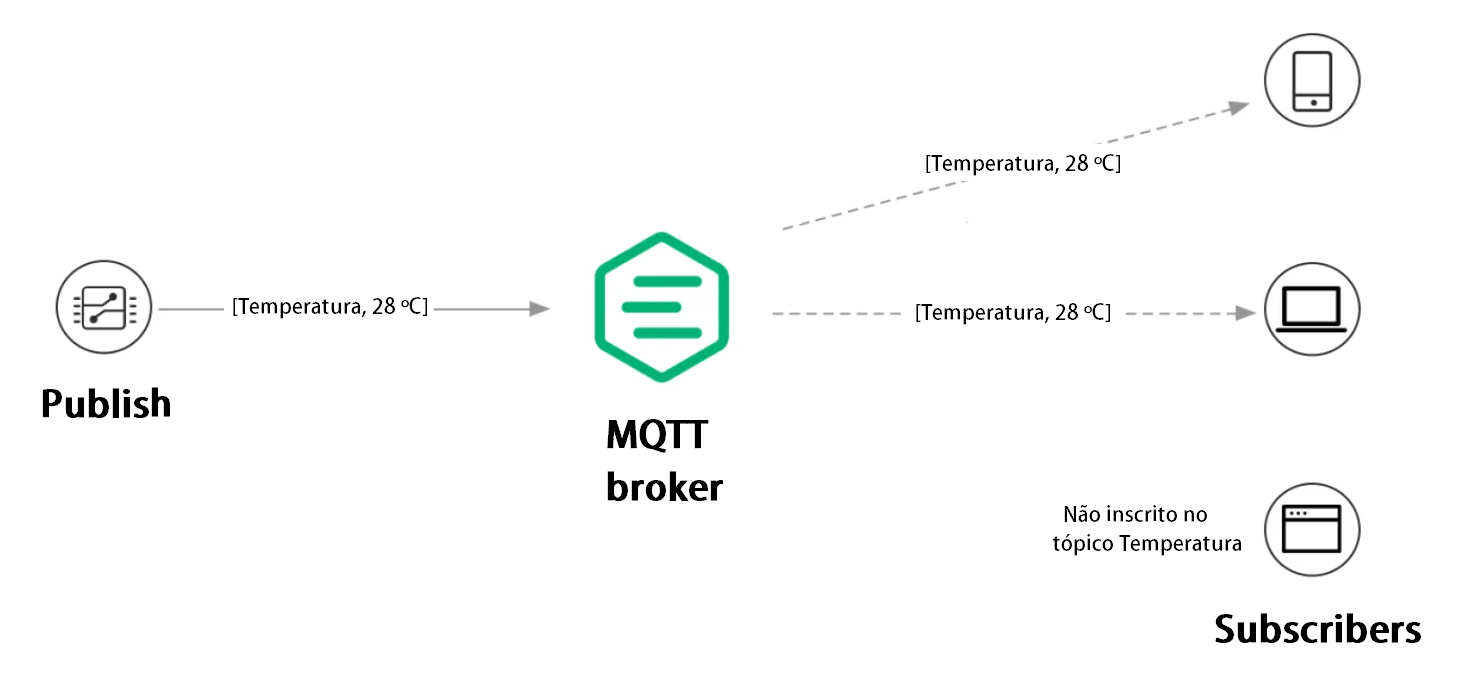 [Temperatura, 28 ºC]
[Temperatura, 28 ºC]
[Temperatura, 28 ºC]
Publish
MQTT
broker
Não inscrito no
tópico Temperatura
Subscribers